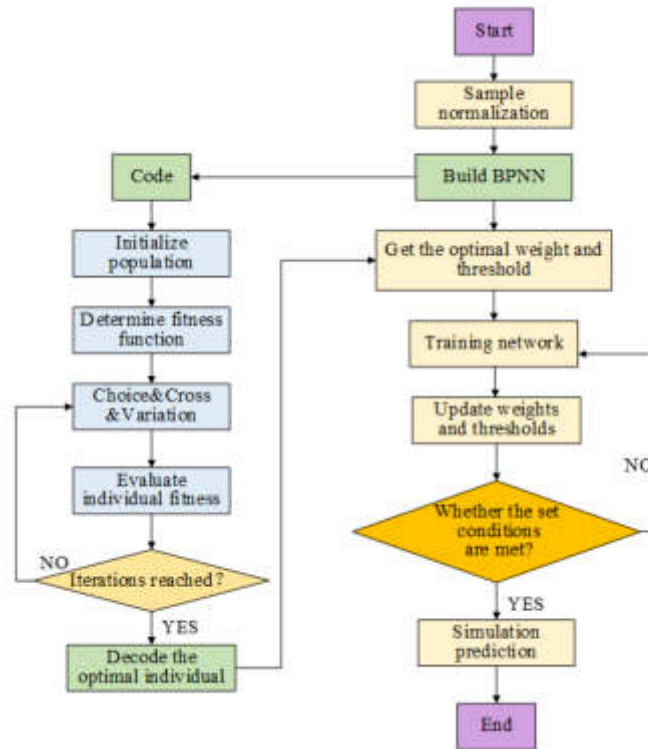 Start
Sample
normalization
Code
Build BPNN
Initialize
population
Get the optimal weight and
threshold
Determine fitness
function
Training network
Choice&Cross
&Variation
Update weights
and thresholds
Evaluate
individual fitness
NO
Whether the set
conditions
are met?
NO
Iterations reached?
YES
YES
Decode the
optimal individual
Simulation
prediction
End